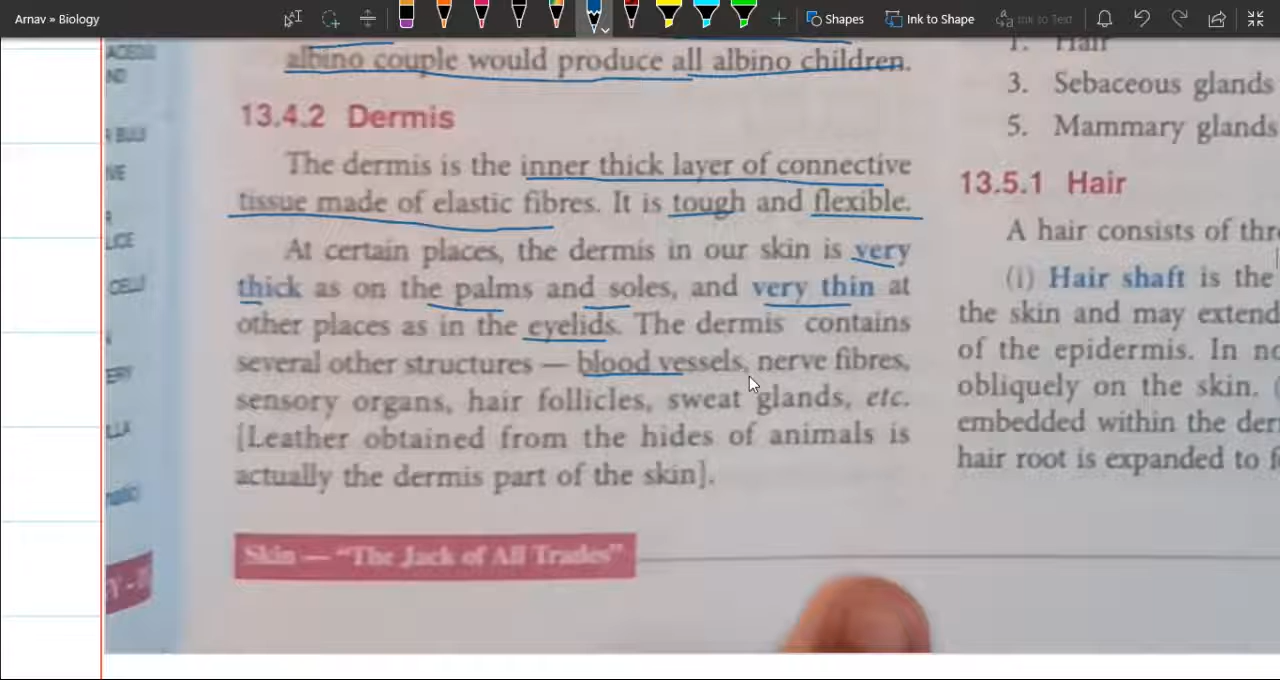 Arnav » Biology
Shapes
Ink to Shape
Ink to Text
albino couple would produce all albino children.
13.4.2 Dermis
The dermis is the inner thick layer of connective
tissue made of elastic fibres. It is tough and flexible.
At certain places, the dermis in our skin is very
thick as on the palms and soles, and very thin at
other places as in the eyelids. The dermis contains
several other structures — blood vessels, nerve fibres,
sensory organs, hair follicles, sweat glands, etc.
[Leather obtained from the hides of animals is
actually the dermis part of the skin].
Skin — "The Jack of All Trades"
1. Hair
3. Sebaceous glands
5. Mammary glands
13.5.1 Hair
A hair consists of
(i) Hair shaft is the
the skin and may extend
of the epidermis. In
obliquely on the skin.
embedded within the
hair root is expanded to